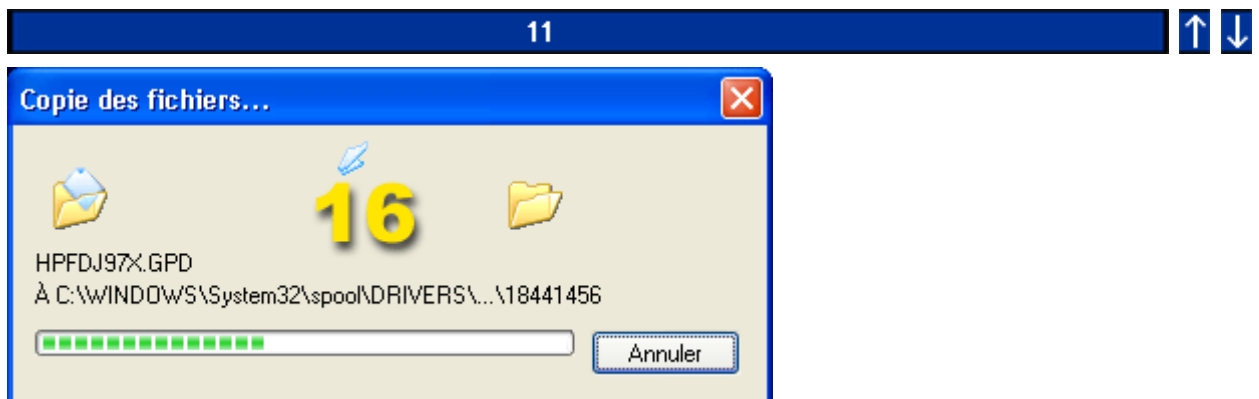 11 ↑ ↓
Copie des fichiers...
16
HPFDJ97X.GPD
À C:\WINDOWS\System32\spool\DRIVERS\...\18441456
Annuler